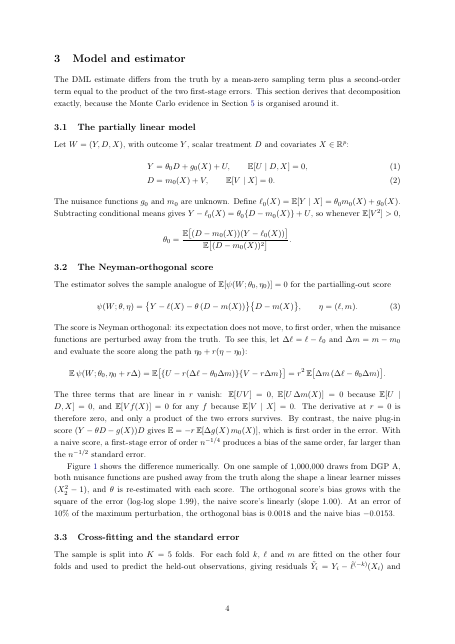 3 Model and estimator
The DML estimate differs from the truth by a mean-zero sampling term plus a second-order
term equal to the product of the two first-stage errors. This section derives that decomposition
exactly, because the Monte Carlo evidence in Section 5 is organised around it.
3.1 The partially linear model
Let W = (Y, D, X), with outcome Y, scalar treatment D and covariates X ∈ ℝᵖ:
Y = θ₀D + g₀(X) + U, 𝔼[U | D, X] = 0, (1)
D = m₀(X) + V, 𝔼[V | X] = 0. (2)
The nuisance functions g₀ and m₀ are unknown. Define ℓ₀(X) = 𝔼[Y | X] = θ₀m₀(X) + g₀(X).
Subtracting conditional means gives Y − ℓ₀(X) = θ₀{D − m₀(X)} + U, so whenever 𝔼[V²] > 0,
θ₀ = 𝔼[(D − m₀(X))(Y − ℓ₀(X))] / 𝔼[(D − m₀(X))²].
3.2 The Neyman-orthogonal score
The estimator solves the sample analogue of 𝔼[ψ(W; θ₀, η₀)] = 0 for the partialling-out score
ψ(W; θ, η) = {Y − ℓ(X) − θ (D − m(X))}{D − m(X)}, η = (ℓ, m). (3)
The score is Neyman orthogonal: its expectation does not move, to first order, when the nuisance
functions are perturbed away from the truth. To see this, let Δℓ = ℓ − ℓ₀ and Δm = m − m₀
and evaluate the score along the path η₀ + r(η − η₀):
𝔼 ψ(W; θ₀, η₀ + rΔ) = 𝔼[{U − r(Δℓ − θ₀Δm)}{V − rΔm}] = r² 𝔼[Δm (Δℓ − θ₀Δm)].
The three terms that are linear in r vanish: 𝔼[UV] = 0, 𝔼[U Δm(X)] = 0 because 𝔼[U |
D, X] = 0, and 𝔼[V f(X)] = 0 for any f because 𝔼[V | X] = 0. The derivative at r = 0 is
therefore zero, and only a product of the two errors survives. By contrast, the naive plug-in
score (Y − θD − g(X))D gives 𝔼 = −r 𝔼[Δg(X) m₀(X)], which is first order in the error. With
a naive score, a first-stage error of order n⁻¹/⁴ produces a bias of the same order, far larger than
the n⁻¹/² standard error.
Figure 1 shows the difference numerically. On one sample of 1,000,000 draws from DGP A,
both nuisance functions are pushed away from the truth along the shape a linear learner misses
(X₂² − 1), and θ is re-estimated with each score. The orthogonal score's bias grows with the
square of the error (log-log slope 1.99), the naive score's linearly (slope 1.00). At an error of
10% of the maximum perturbation, the orthogonal bias is 0.0018 and the naive bias −0.0153.
3.3 Cross-fitting and the standard error
The sample is split into K = 5 folds. For each fold k, ℓ and m are fitted on the other four
folds and used to predict the held-out observations, giving residuals Ỹᵢ = Yᵢ − ℓ̂⁽⁻ᵏ⁾(Xᵢ) and
4